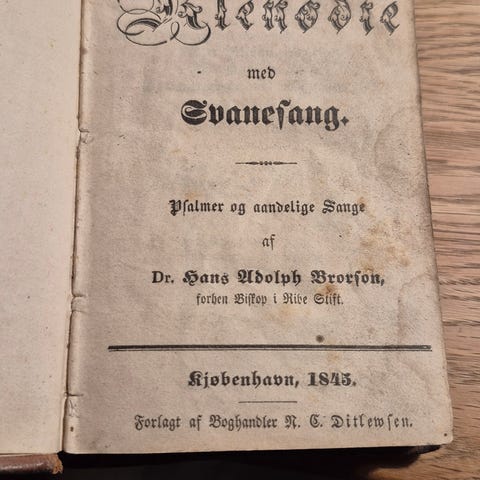 Klenodie
med
Svanesang.
Psalmer og aandelige Sange
af
Dr. Hans Adolph Brorson,
forhen Biskop i Ribe Stift.
Kjøbenhavn, 1845.
Forlagt af Boghandler N. C. Ditlewsen.